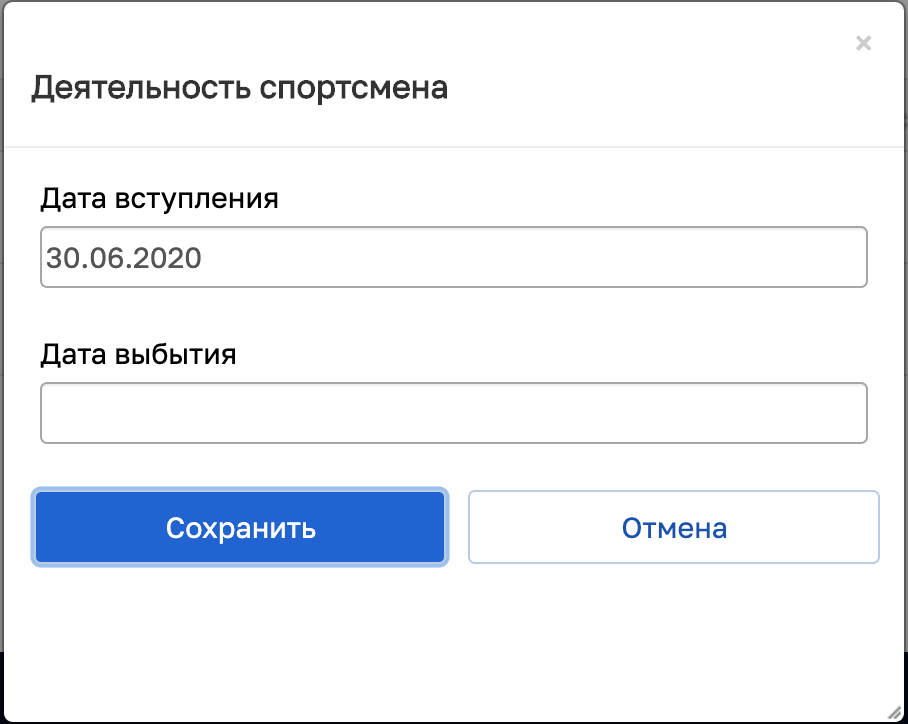 ×
Деятельность спортсмена
Дата вступления
30.06.2020
Дата выбытия
Сохранить
Отмена